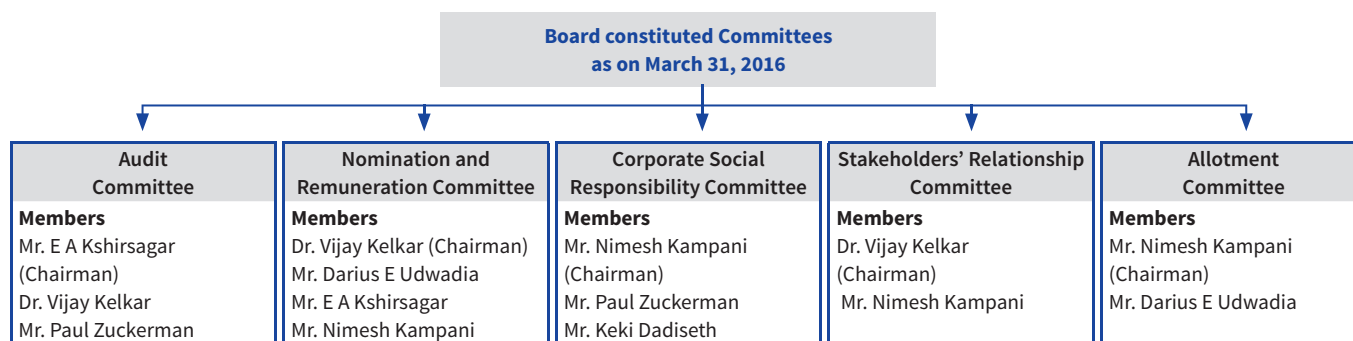 Board constituted Committees
as on March 31, 2016
Audit
Committee
Members
Mr. E A Kshirsagar
(Chairman)
Dr. Vijay Kelkar
Mr. Paul Zuckerman
Nomination and
Remuneration Committee
Members
Dr. Vijay Kelkar (Chairman)
Mr. Darius E Udwadia
Mr. E A Kshirsagar
Mr. Nimesh Kampani
Corporate Social
Responsibility Committee
Members
Mr. Nimesh Kampani
(Chairman)
Mr. Paul Zuckerman
Mr. Keki Dadiseth
Stakeholders’ Relationship
Committee
Members
Dr. Vijay Kelkar
(Chairman)
Mr. Nimesh Kampani
Allotment
Committee
Members
Mr. Nimesh Kampani
(Chairman)
Mr. Darius E Udwadia